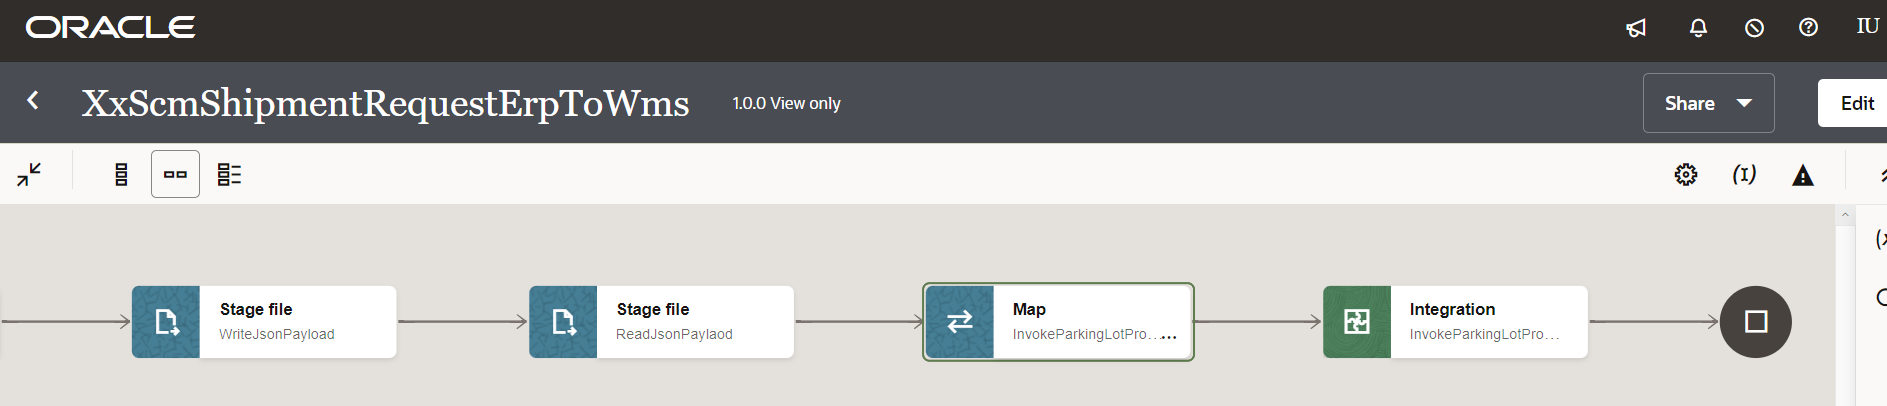 ORACLE
IU
XxScmShipmentRequestErpToWms
1.0.0 View only
Share
Edit
Stage file
WriteJsonPayload
Stage file
ReadJsonPaylaod
Map
InvokeParkingLotPro...
Integration
InvokeParkingLotPro...